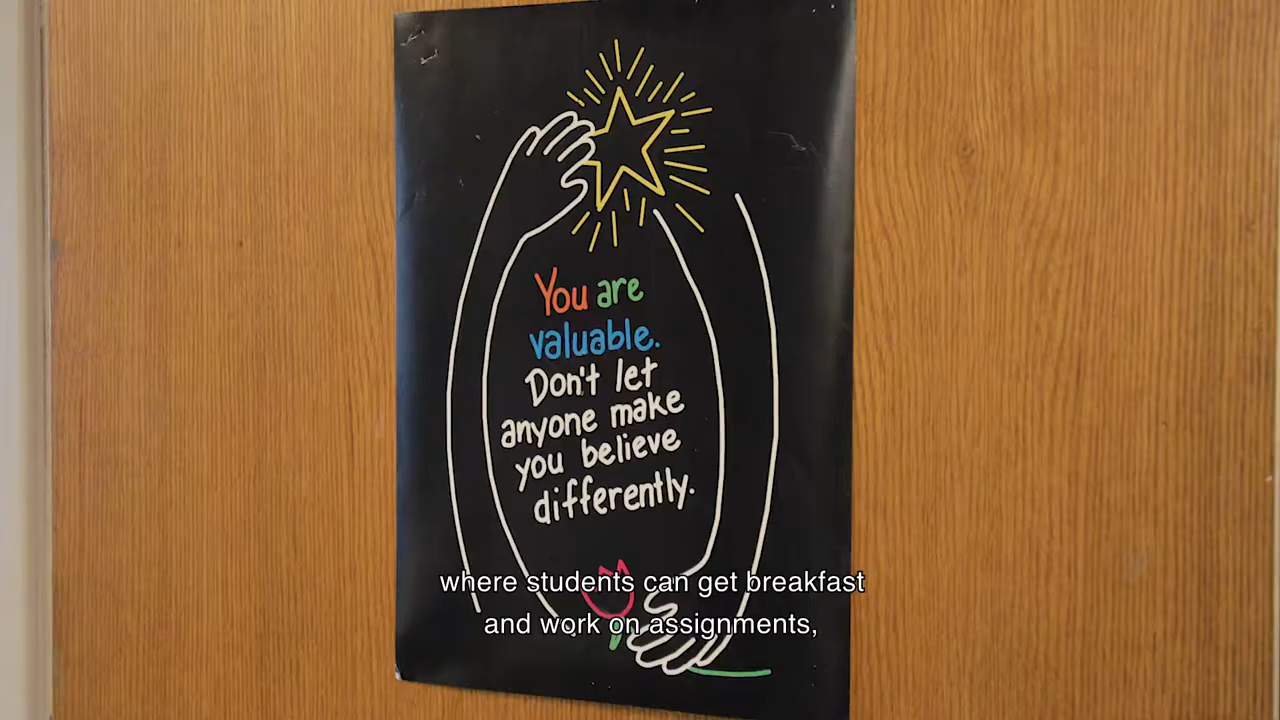 You are
valuable.
Don't let
anyone make
you believe
differently.
where students can get breakfast
and work on assignments,